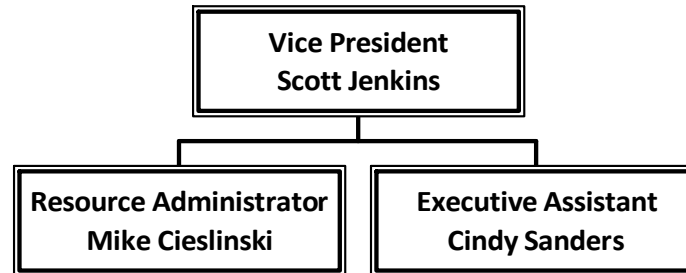 Vice President
Scott Jenkins
Resource Administrator
Mike Cieslinski
Executive Assistant
Cindy Sanders